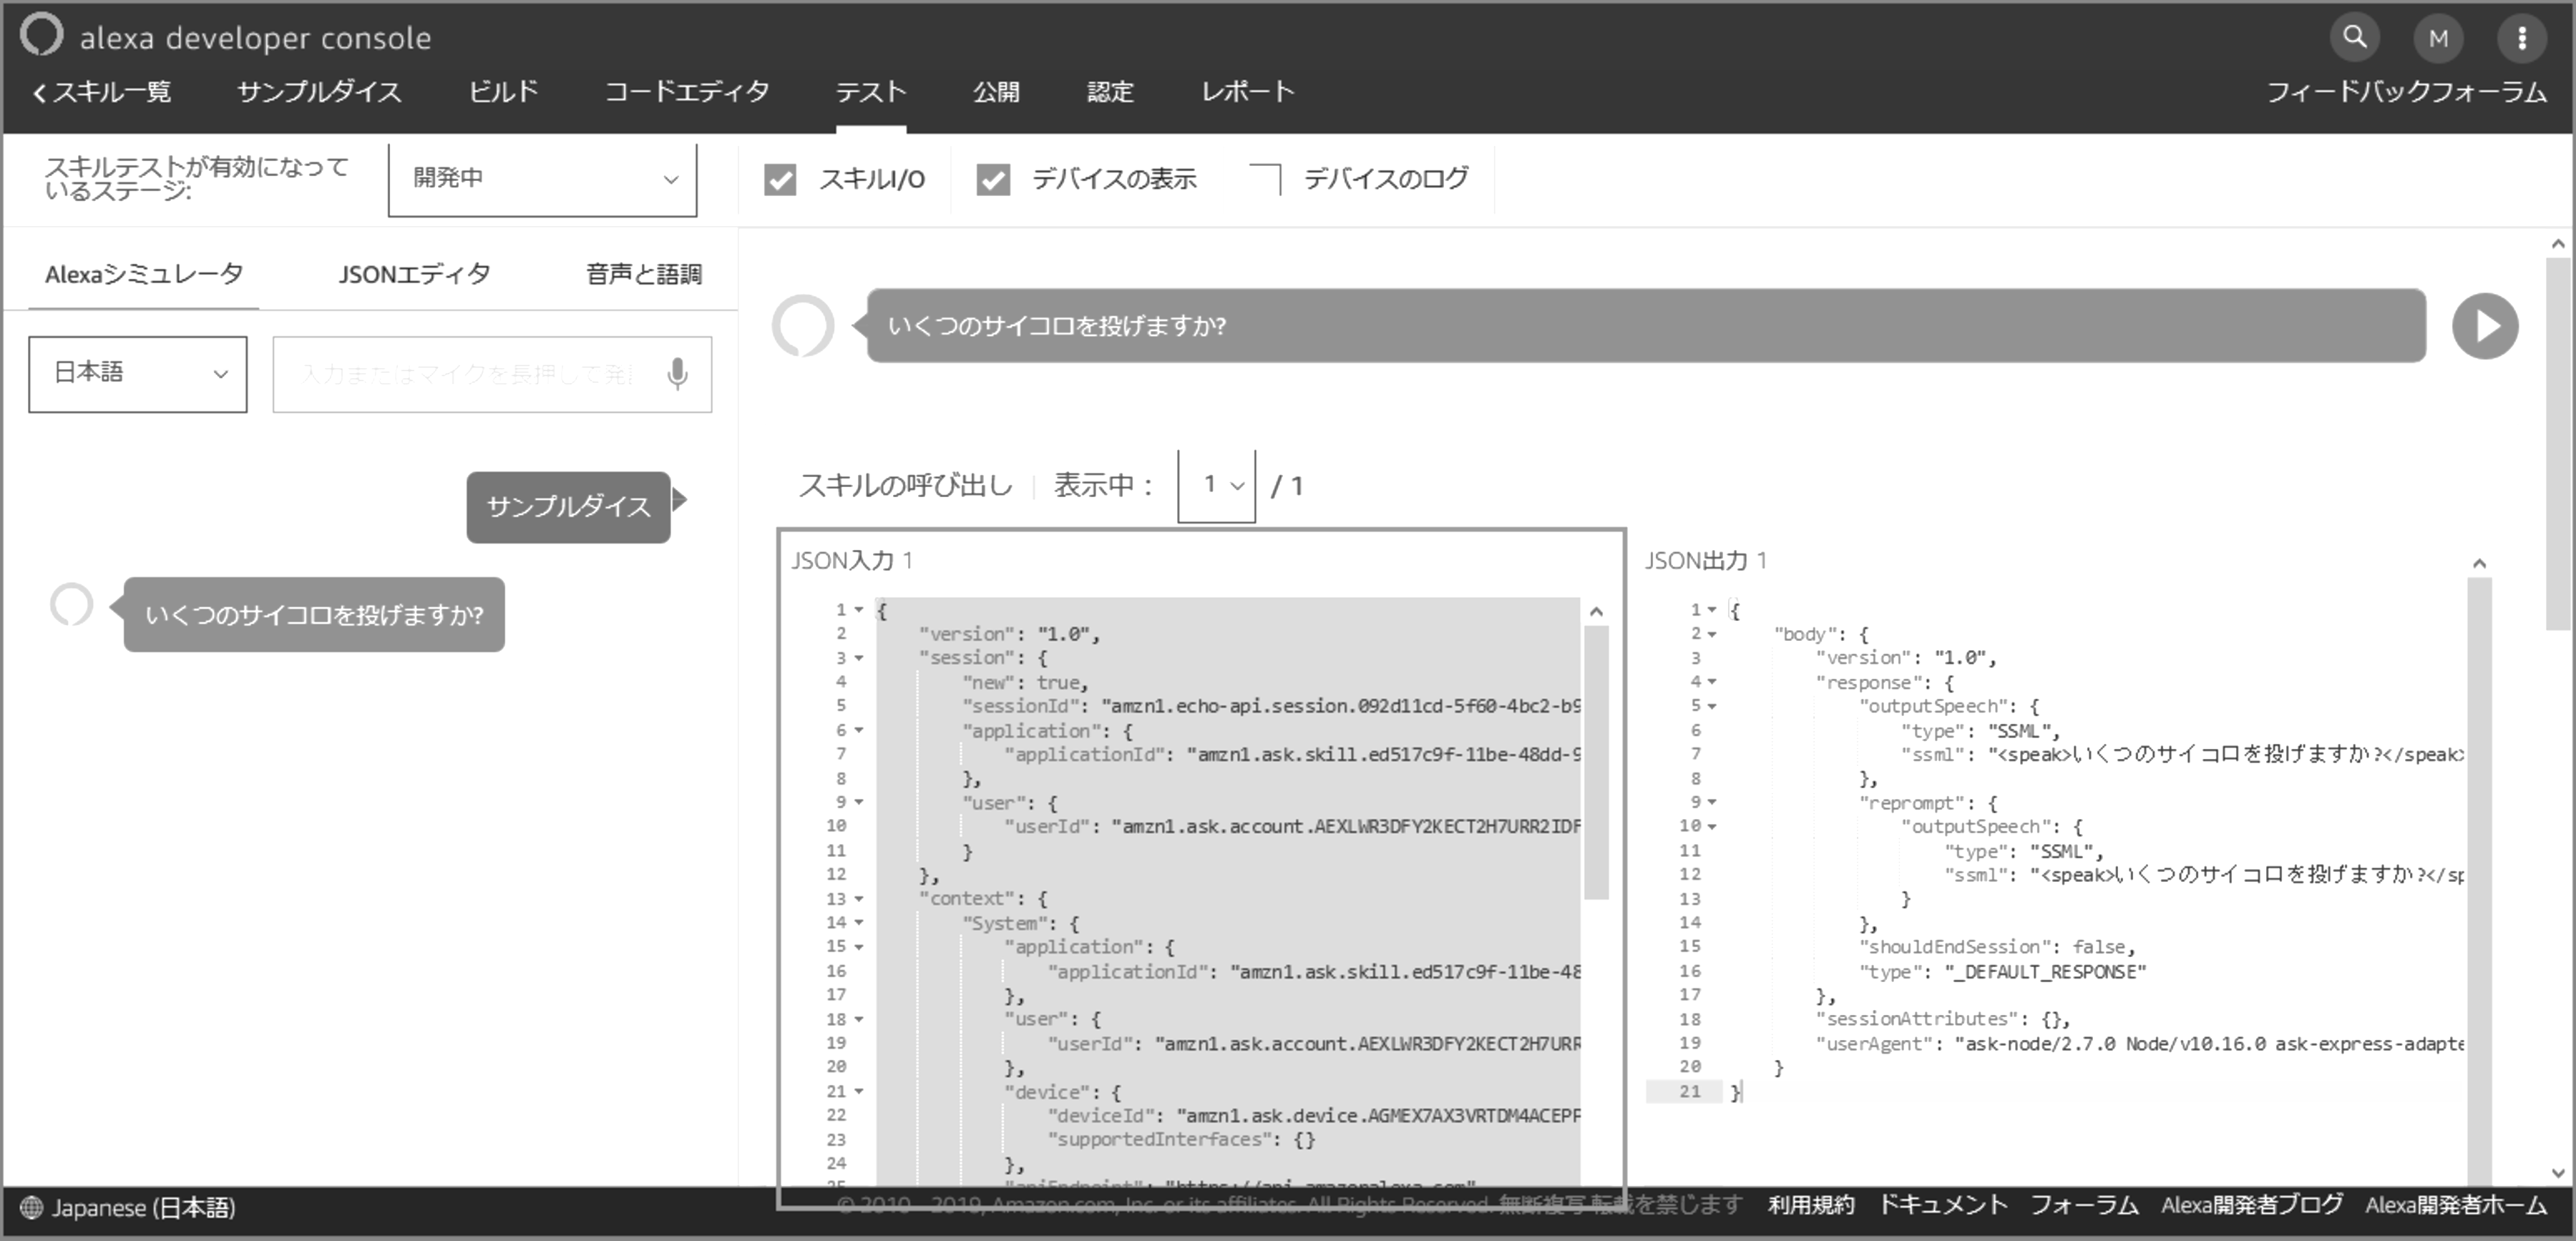 alexa developer console
M
スキル一覧 サンプルダイス ビルド コードエディタ テスト 公開 認定 レポート フィードバックフォーラム
スキルテストが有効になって
いるステージ:
開発中
スキルI/O デバイスの表示 デバイスのログ
Alexaシミュレータ JSONエディタ 音声と語調
日本語
入力またはマイクを長押しして発
サンプルダイス
いくつのサイコロを投げますか?
いくつのサイコロを投げますか?
スキルの呼び出し 表示中： 1 / 1
JSON入力 1
1 {
2 "version": "1.0",
3 "session": {
4 "new": true,
5 "sessionId": "amzn1.echo-api.session.092d11cd-5f60-4bc2-b9
6 "application": {
7 "applicationId": "amzn1.ask.skill.ed517c9f-11be-48dd-9
8 },
9 "user": {
10 "userId": "amzn1.ask.account.AEXLWR3DFY2KECT2H7URR2IDF
11 }
12 },
13 "context": {
14 "System": {
15 "application": {
16 "applicationId": "amzn1.ask.skill.ed517c9f-11be-48
17 },
18 "user": {
19 "userId": "amzn1.ask.account.AEXLWR3DFY2KECT2H7URR
20 },
21 "device": {
22 "deviceId": "amzn1.ask.device.AGMEX7AX3VRTDM4ACEPF
23 "supportedInterfaces": {}
24 },
25 "apiEndpoint": "https://api.amazonalexa.com"
JSON出力 1
1 {
2 "body": {
3 "version": "1.0",
4 "response": {
5 "outputSpeech": {
6 "type": "SSML",
7 "ssml": "<speak>いくつのサイコロを投げますか?</speak>
8 },
9 "reprompt": {
10 "outputSpeech": {
11 "type": "SSML",
12 "ssml": "<speak>いくつのサイコロを投げますか?</sp
13 }
14 },
15 "shouldEndSession": false,
16 "type": "_DEFAULT_RESPONSE"
17 },
18 "sessionAttributes": {},
19 "userAgent": "ask-node/2.7.0 Node/v10.16.0 ask-express-adapte
20 }
21 }
Japanese (日本語)
© 2010 - 2019, Amazon.com, Inc. or its affiliates. All Rights Reserved. 無断複写·転載を禁じます 利用規約 ドキュメント フォーラム Alexa開発者ブログ Alexa開発者ホーム